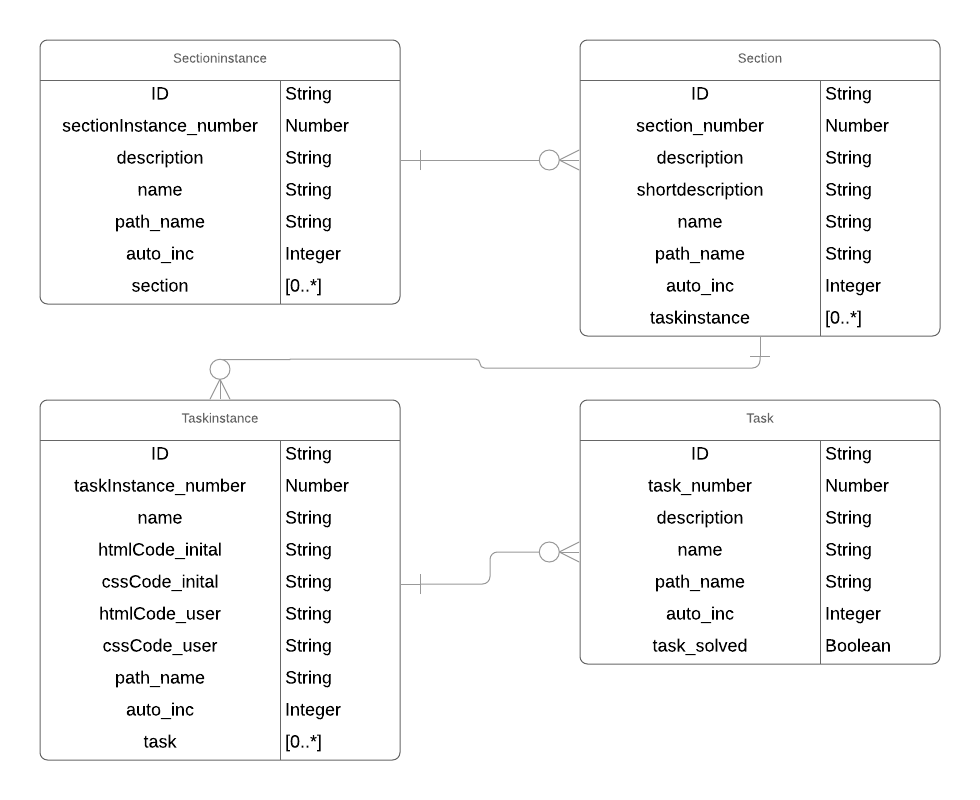 Sectioninstance
ID String
sectionInstance_number Number
description String
name String
path_name String
auto_inc Integer
section [0..*]
Section
ID String
section_number Number
description String
shortdescription String
name String
path_name String
auto_inc Integer
taskinstance [0..*]
Taskinstance
ID String
taskInstance_number Number
name String
htmlCode_inital String
cssCode_inital String
htmlCode_user String
cssCode_user String
path_name String
auto_inc Integer
task [0..*]
Task
ID String
task_number Number
description String
name String
path_name String
auto_inc Integer
task_solved Boolean